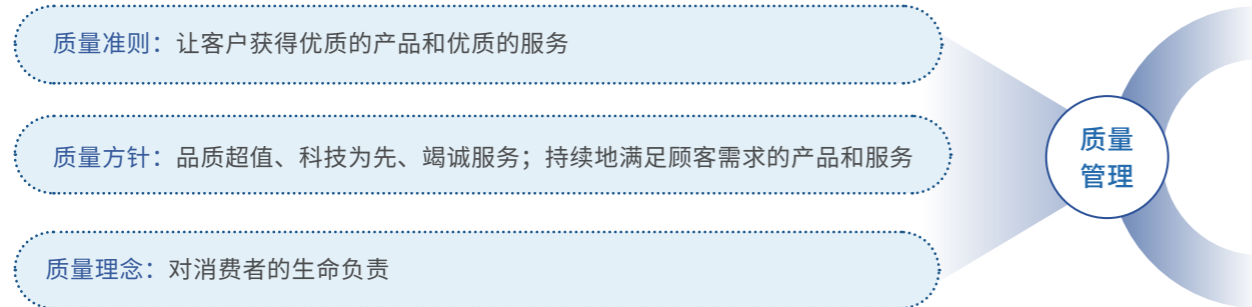 质量准则：让客户获得优质的产品和优质的服务
质量方针：品质超值、科技为先、竭诚服务；持续地满足顾客需求的产品和服务
质量理念：对消费者的生命负责
质量
管理